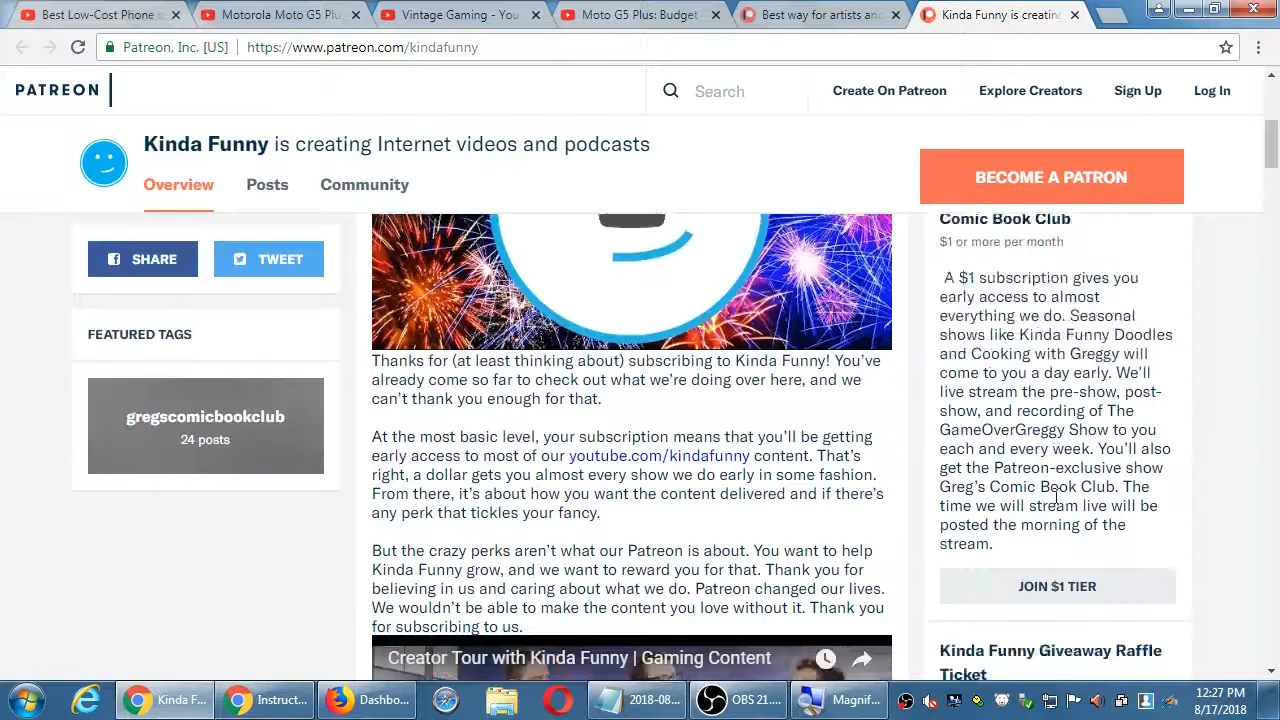 Best Low-Cost Phone
Motorola Moto G5 Plus
Vintage Gaming - You
Moto G5 Plus: Budget
Best way for artists and
Kinda Funny is creatin
Patreon, Inc. [US]
https://www.patreon.com/kindafunny
PATREON
Search
Create On Patreon
Explore Creators
Sign Up
Log In
Kinda Funny is creating Internet videos and podcasts
Overview
Posts
Community
BECOME A PATRON
SHARE
TWEET
FEATURED TAGS
gregscomicbookclub
24 posts
Thanks for (at least thinking about) subscribing to Kinda Funny! You've
already come so far to check out what we're doing over here, and we
can't thank you enough for that.
At the most basic level, your subscription means that you'll be getting
early access to most of our youtube.com/kindafunny content. That's
right, a dollar gets you almost every show we do early in some fashion.
From there, it's about how you want the content delivered and if there's
any perk that tickles your fancy.
But the crazy perks aren't what our Patreon is about. You want to help
Kinda Funny grow, and we want to reward you for that. Thank you for
believing in us and caring about what we do. Patreon changed our lives.
We wouldn't be able to make the content you love without it. Thank you
for subscribing to us.
Creator Tour with Kinda Funny | Gaming Content
Comic Book Club
$1 or more per month
A $1 subscription gives you
early access to almost
everything we do. Seasonal
shows like Kinda Funny Doodles
and Cooking with Greggy will
come to you a day early. We'll
live stream the pre-show, post-
show, and recording of The
GameOverGreggy Show to you
each and every week. You'll also
get the Patreon-exclusive show
Greg's Comic Book Club. The
time we will stream live will be
posted the morning of the
stream.
JOIN $1 TIER
Kinda Funny Giveaway Raffle
Ticket
Kinda F...
Instruct...
Dashbo...
2018-08...
OBS 21....
Magnif...
12:27 PM
8/17/2018